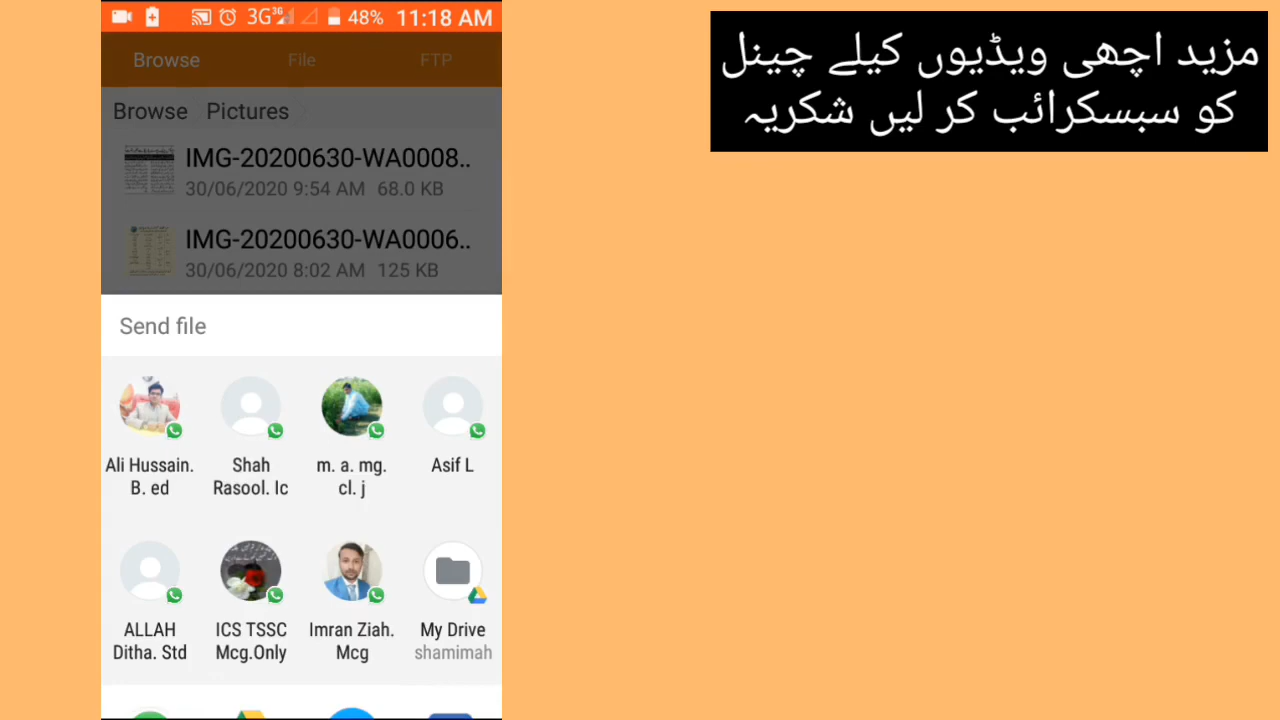 3G 3G 48% 11:18 AM
Browse File FTP
Browse Pictures
IMG-20200630-WA0008..
30/06/2020 9:54 AM 68.0 KB
IMG-20200630-WA0006..
30/06/2020 8:02 AM 125 KB
Send file
Ali Hussain. B. ed
Shah Rasool. Ic
m. a. mg. cl. j
Asif L
ALLAH Ditha. Std
ICS TSSC Mcg.Only
Imran Ziah. Mcg
My Drive
shamimah
مزید اچھی ویڈیوں کیلے چینل
کو سبسکرائب کر لیں شکریہ